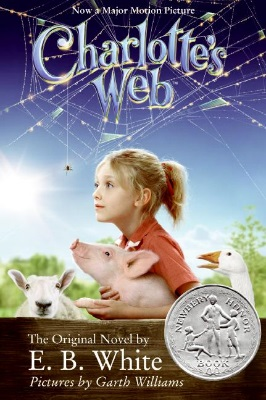 Now a Major Motion Picture
Charlotte's
Web
The Original Novel by
E. B. White
Pictures by Garth Williams
NEWBERY HONOR
BOOK